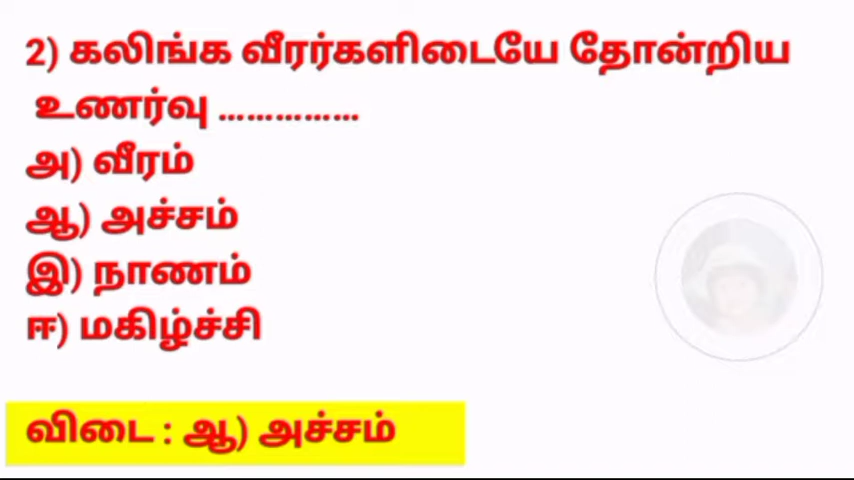 2) கலிங்க வீரர்களிடையே தோன்றிய
உணர்வு ……………
அ) வீரம்
ஆ) அச்சம்
இ) நாணம்
ஈ) மகிழ்ச்சி
விடை : ஆ) அச்சம்